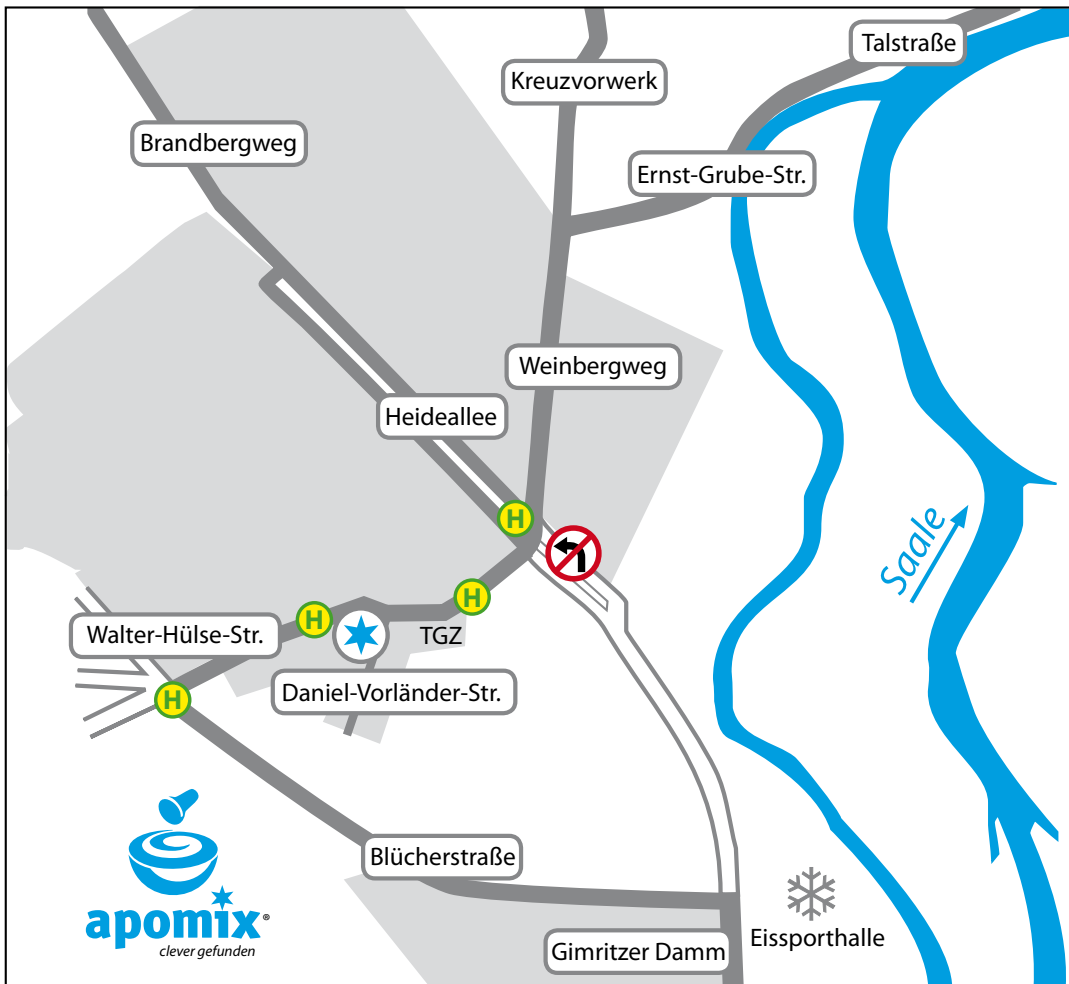 Talstraße
Kreuzvorwerk
Brandbergweg
Ernst-Grube-Str.
Weinbergweg
Heideallee
H
Saale
H
H
Walter-Hülse-Str.
TGZ
Daniel-Vorländer-Str.
H
Blücherstraße
apomix®
clever gefunden
Eissporthalle
Gimritzer Damm